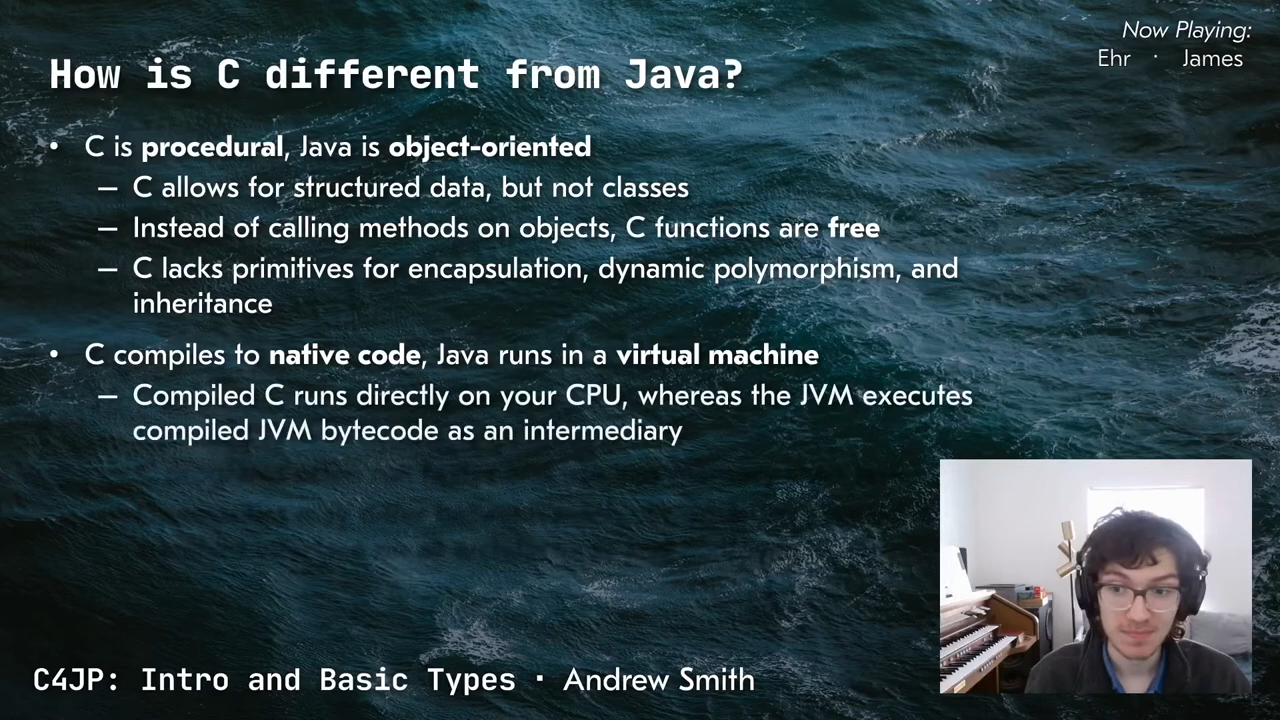 Now Playing:
Ehr · James
How is C different from Java?
• C is procedural, Java is object-oriented
– C allows for structured data, but not classes
– Instead of calling methods on objects, C functions are free
– C lacks primitives for encapsulation, dynamic polymorphism, and
inheritance
• C compiles to native code, Java runs in a virtual machine
– Compiled C runs directly on your CPU, whereas the JVM executes
compiled JVM bytecode as an intermediary
C4JP: Intro and Basic Types · Andrew Smith